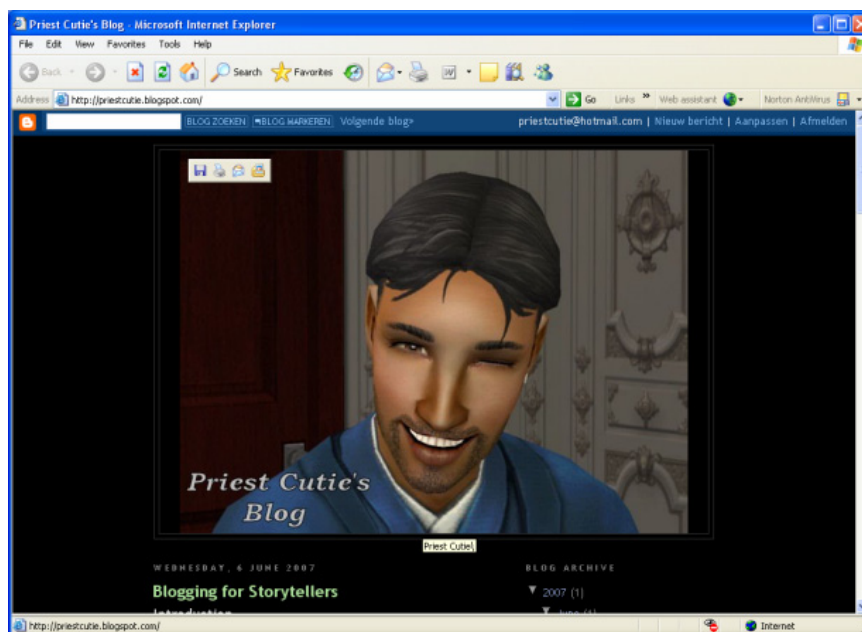 Priest Cutie's Blog - Microsoft Internet Explorer
File Edit View Favorites Tools Help
Back Search Favorites
Address http://priestcutie.blogspot.com/ Go Links » Web assistant Norton AntiVirus
BLOG ZOEKEN BLOG MARKEREN Volgende blog» priestcutie@hotmail.com | Nieuw bericht | Aanpassen | Afmelden
Priest Cutie's
Blog
Priest Cutie\
WEDNESDAY, 6 JUNE 2007 BLOG ARCHIVE
Blogging for Storytellers ▼ 2007 (1)
Introduction ▼ June (1)
http://priestcutie.blogspot.com/ Internet